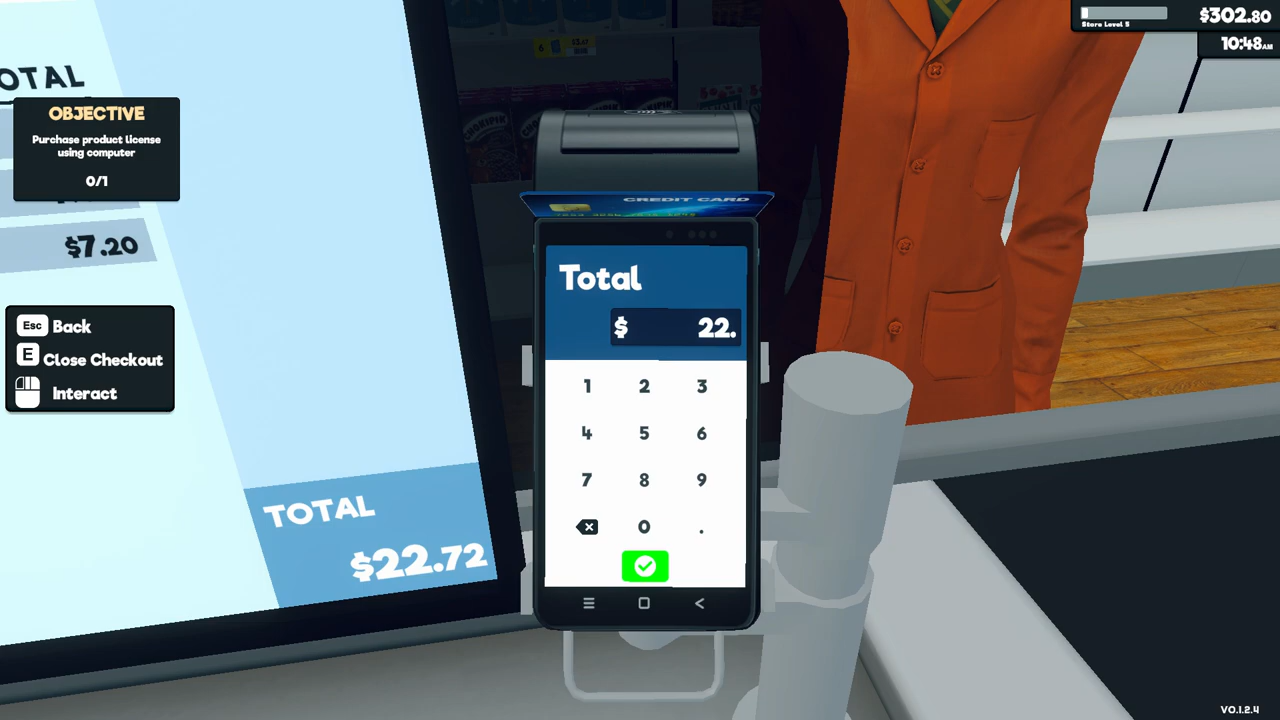 OTAL
OBJECTIVE
Purchase product license
using computer
0/1
$7.20
Esc Back
E Close Checkout
Interact
TOTAL
$22.72
CREDIT CARD
Total
$ 22.
1 2 3
4 5 6
7 8 9
0 .
Store Level 5
$302.80
10:48AM
V0.1.2.4